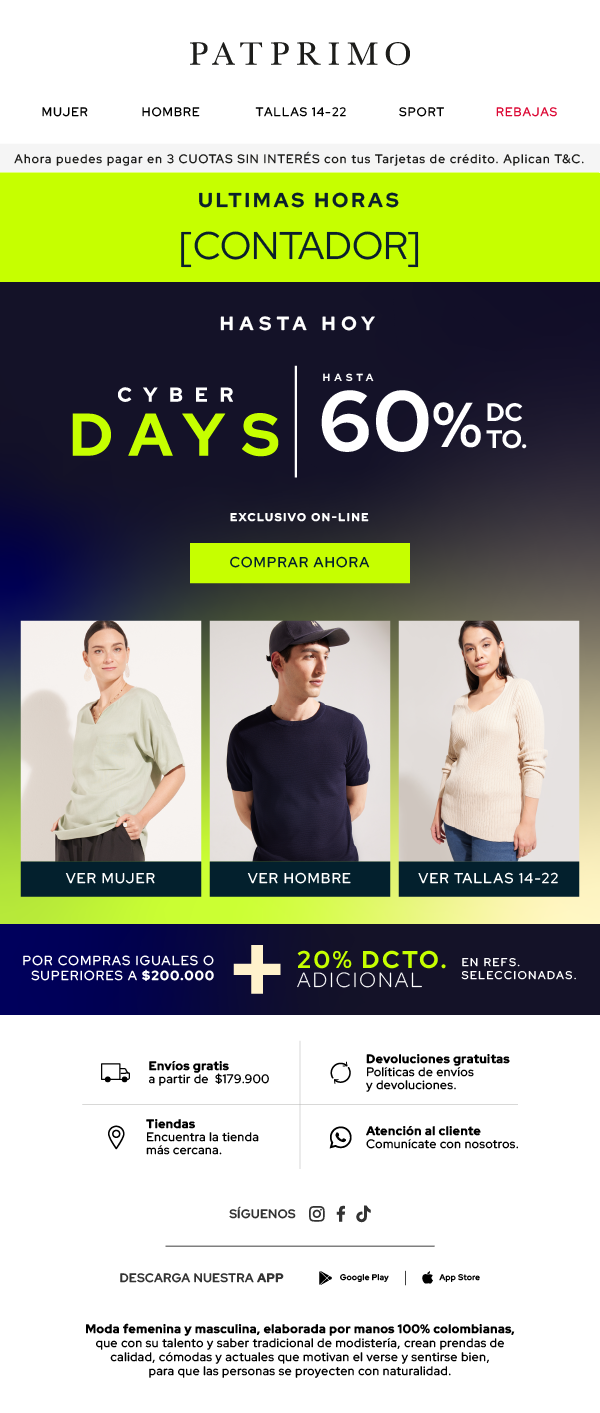 PATPRIMO
MUJER HOMBRE TALLAS 14-22 SPORT REBAJAS
Ahora puedes pagar en 3 CUOTAS SIN INTERÉS con tus Tarjetas de crédito. Aplican T&C.
ULTIMAS HORAS
[CONTADOR]
HASTA HOY
CYBER
DAYS
HASTA
60% DC
TO.
EXCLUSIVO ON-LINE
COMPRAR AHORA
VER MUJER
VER HOMBRE
VER TALLAS 14-22
POR COMPRAS IGUALES O
SUPERIORES A $200.000
+
20% DCTO.
ADICIONAL
EN REFS.
SELECCIONADAS.
Envíos gratis
a partir de $179.900
Devoluciones gratuitas
Políticas de envíos
y devoluciones.
Tiendas
Encuentra la tienda
más cercana.
Atención al cliente
Comunícate con nosotros.
SÍGUENOS
DESCARGA NUESTRA APP
Google Play
App Store
Moda femenina y masculina, elaborada por manos 100% colombianas,
que con su talento y saber tradicional de modistería, crean prendas de
calidad, cómodas y actuales que motivan el verse y sentirse bien,
para que las personas se proyecten con naturalidad.